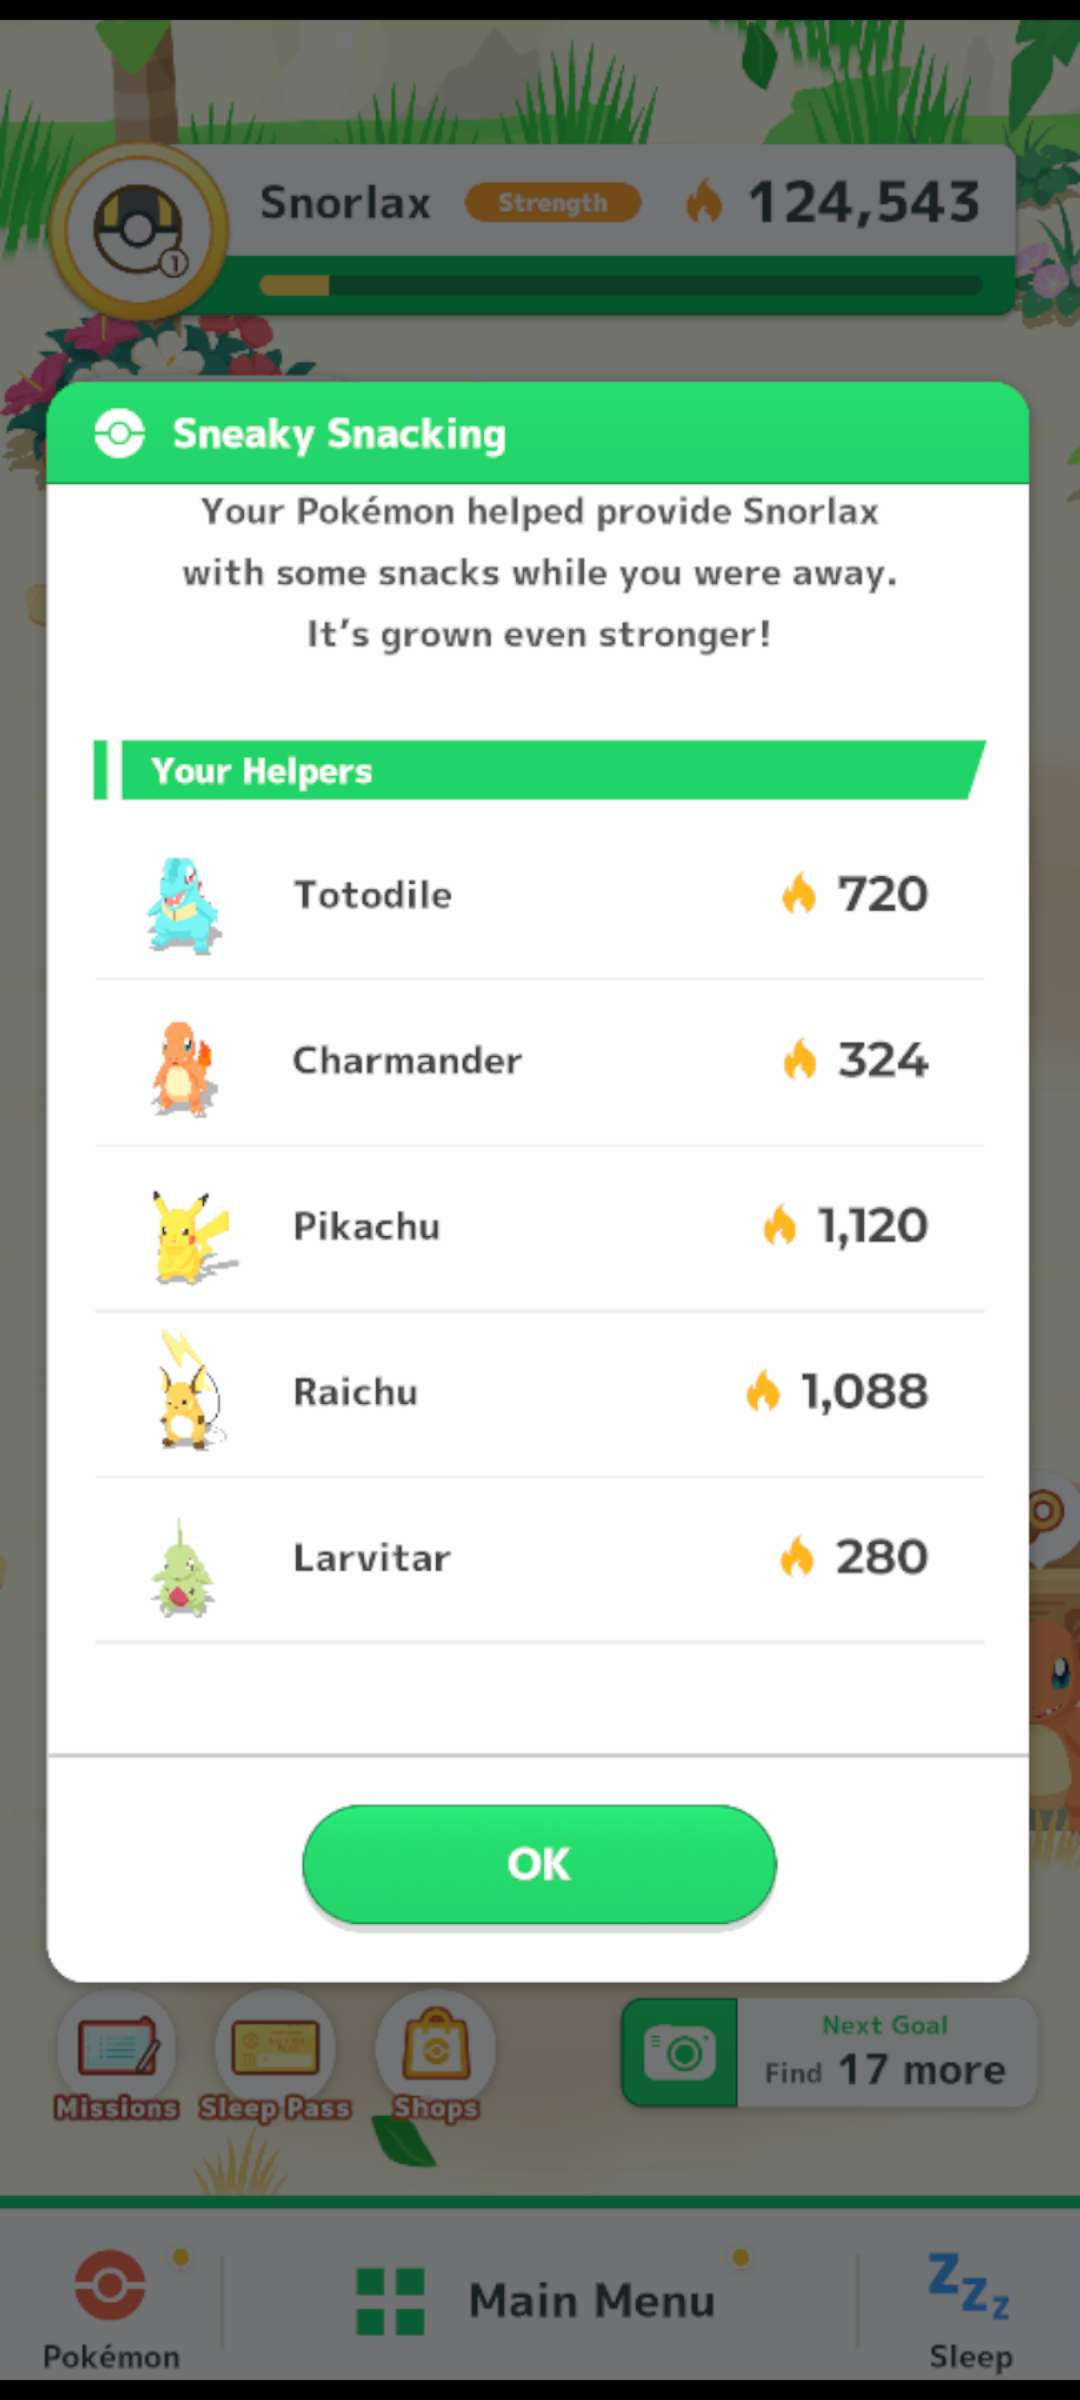 Snorlax Strength 124,543
1
Sneaky Snacking
Your Pokémon helped provide Snorlax
with some snacks while you were away.
It's grown even stronger!
Your Helpers
Totodile 720
Charmander 324
Pikachu 1,120
Raichu 1,088
Larvitar 280
OK
Missions Sleep Pass Shops
Next Goal
Find 17 more
Main Menu
Pokémon
zzz
Sleep